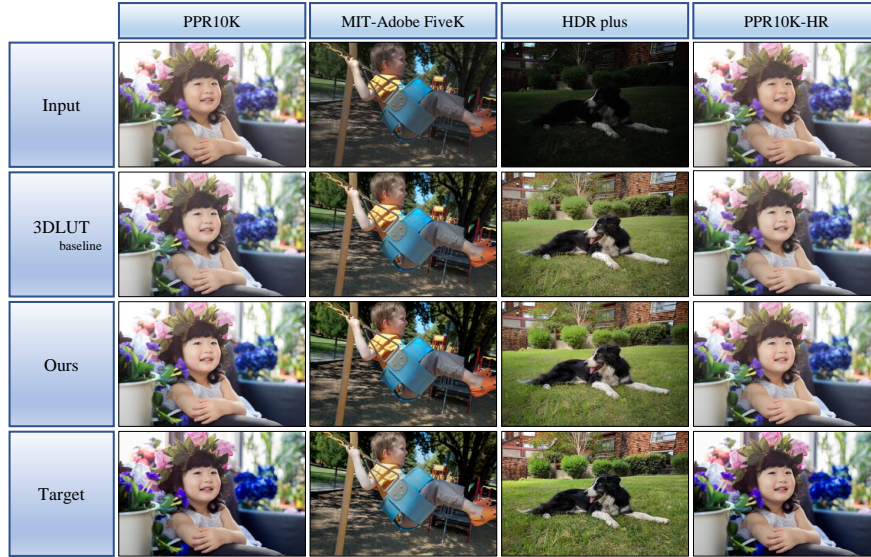 PPR10K
MIT-Adobe FiveK
HDR plus
PPR10K-HR
Input
3DLUT
baseline
Ours
Target